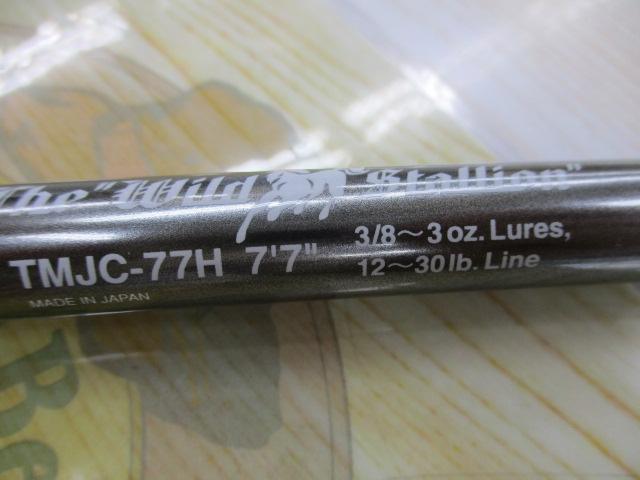 The "Wild Stallion"
TMJC-77H 7'7" 3/8～3 oz. Lures,
12～30 lb. Line
MADE IN JAPAN
Be